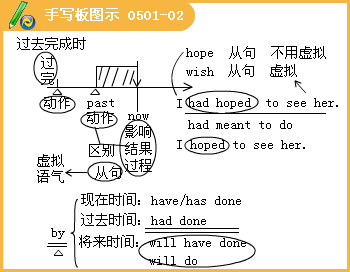 手写板图示 0501-02
过去完成时
过完
hope 从句 不用虚拟
wish 从句 虚拟
动作 past now
动作
I had hoped to see her.
had meant to do
I hoped to see her.
影响
结果
过程
区别
虚拟语气
从句
by
现在时间：have/has done
过去时间：had done
将来时间：will have done
will do